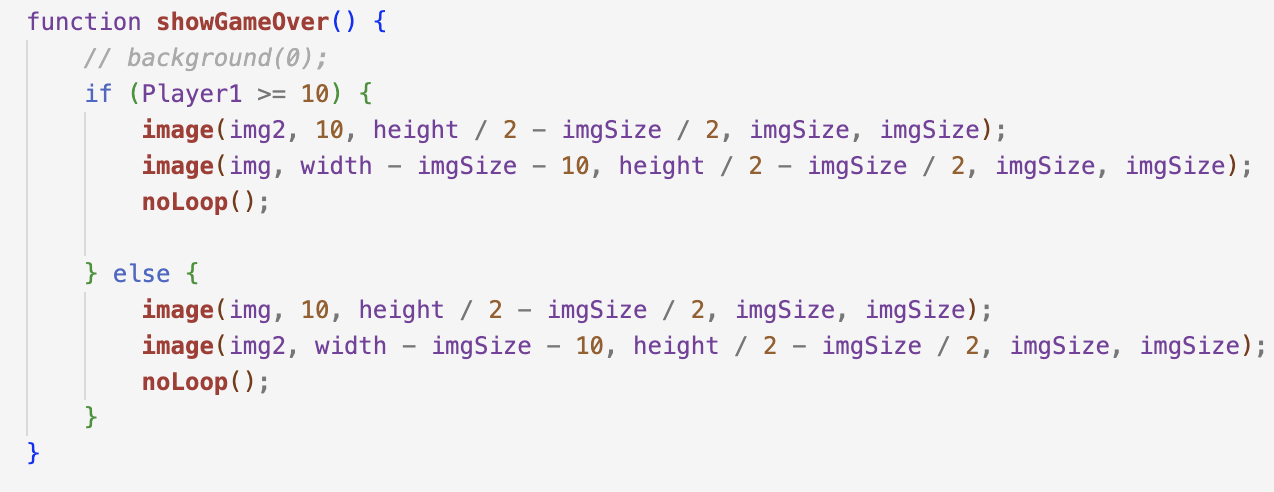 function showGameOver() {
    // background(0);
    if (Player1 >= 10) {
        image(img2, 10, height / 2 - imgSize / 2, imgSize, imgSize);
        image(img, width - imgSize - 10, height / 2 - imgSize / 2, imgSize, imgSize);
        noLoop();

    } else {
        image(img, 10, height / 2 - imgSize / 2, imgSize, imgSize);
        image(img2, width - imgSize - 10, height / 2 - imgSize / 2, imgSize, imgSize);
        noLoop();
    }
}